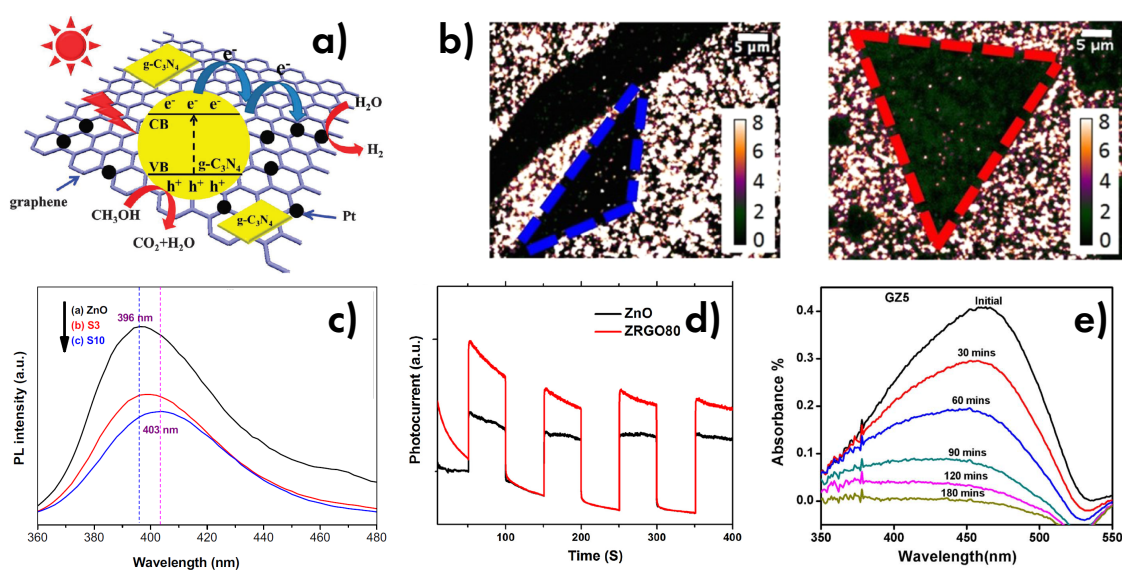 a)
g-C₃N₄
e⁻
e⁻
e⁻ e⁻ e⁻
CB
H₂O
H₂
VB
g-C₃N₄
h⁺ h⁺ h⁺
graphene
CH₃OH
g-C₃N₄
Pt
CO₂+H₂O
b)
5 μm
8
6
4
2
0
5 μm
8
6
4
2
0
c)
(a) ZnO
(b) S3
(c) S10
396 nm
403 nm
PL intensity (a.u.)
360 380 400 420 440 460 480
Wavelength (nm)
d)
ZnO
ZRGO80
Photocurrent (a.u.)
100 200 300 400
Time (S)
e)
GZ5
Initial
30 mins
60 mins
90 mins
120 mins
180 mins
Absorbance %
0.4
0.3
0.2
0.1
0.0
350 400 450 500 550
Wavelength(nm)